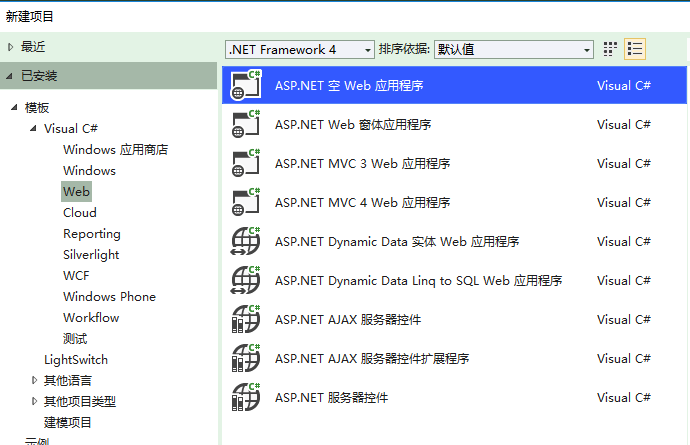 新建项目
最近
.NET Framework 4 排序依据: 默认值
已安装
模板
Visual C#
Windows 应用商店
Windows
Web
Cloud
Reporting
Silverlight
WCF
Windows Phone
Workflow
测试
LightSwitch
其他语言
其他项目类型
建模项目
示例
ASP.NET 空 Web 应用程序 Visual C#
ASP.NET Web 窗体应用程序 Visual C#
ASP.NET MVC 3 Web 应用程序 Visual C#
ASP.NET MVC 4 Web 应用程序 Visual C#
ASP.NET Dynamic Data 实体 Web 应用程序 Visual C#
ASP.NET Dynamic Data Linq to SQL Web 应用程序 Visual C#
ASP.NET AJAX 服务器控件 Visual C#
ASP.NET AJAX 服务器控件扩展程序 Visual C#
ASP.NET 服务器控件 Visual C#